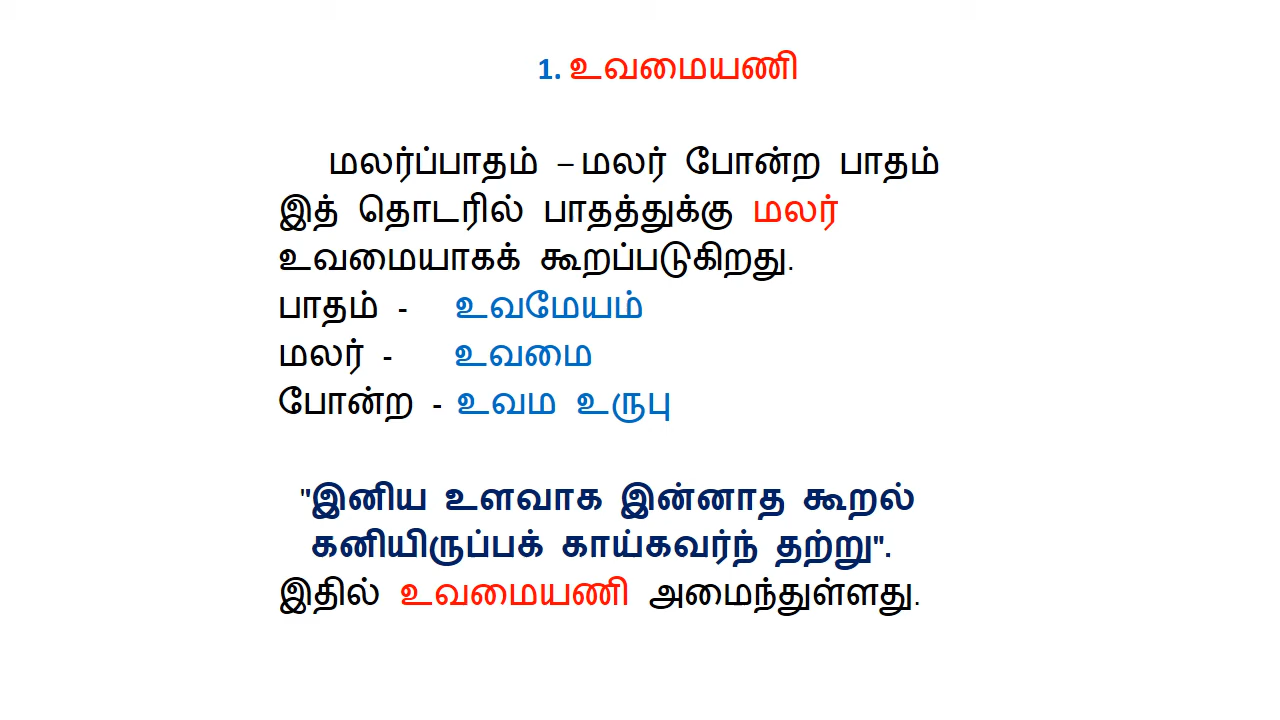 1. உவமையணி
மலர்ப்பாதம் – மலர் போன்ற பாதம்
இத் தொடரில் பாதத்துக்கு மலர்
உவமையாகக் கூறப்படுகிறது.
பாதம் - உவமேயம்
மலர் - உவமை
போன்ற - உவம உருபு
"இனிய உளவாக இன்னாத கூறல்
கனியிருப்பக் காய்கவர்ந் தற்று".
இதில் உவமையணி அமைந்துள்ளது.